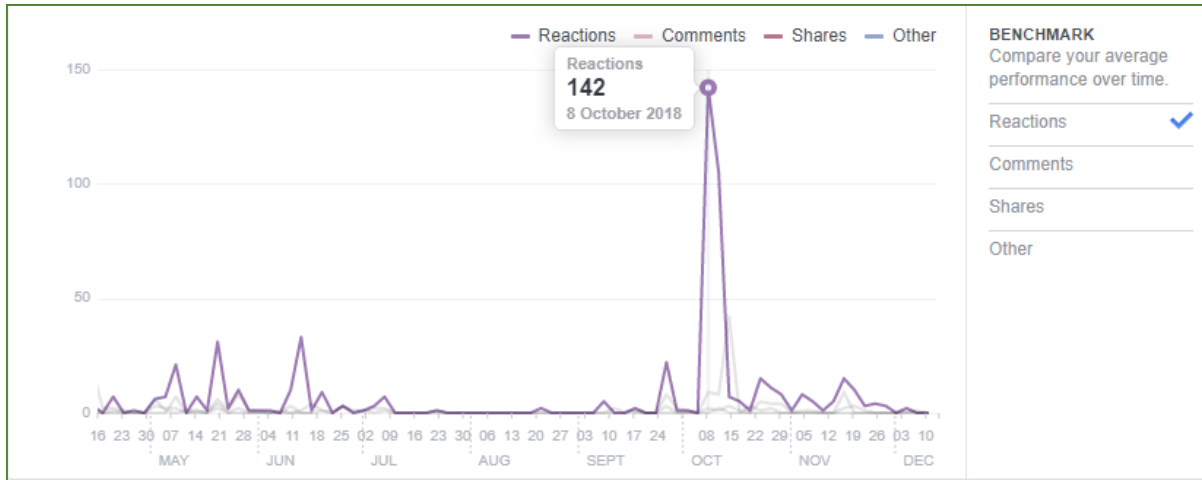 Reactions Comments Shares Other
Reactions
142
8 October 2018
150
100
50
0
16 23 30 07 14 21 28 04 11 18 25 02 09 16 23 30 06 13 20 27 03 10 17 24 08 15 22 29 05 12 19 26 03 10
MAY JUN JUL AUG SEPT OCT NOV DEC
BENCHMARK
Compare your average
performance over time.
Reactions
Comments
Shares
Other